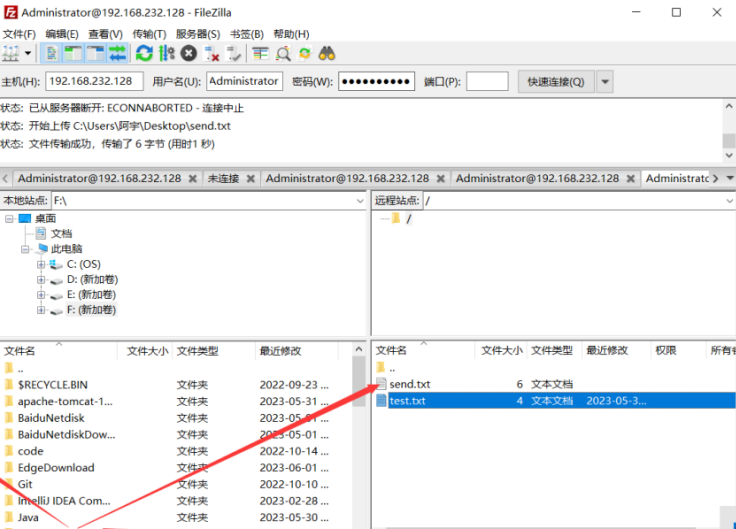 Administrator@192.168.232.128 - FileZilla
文件(F) 编辑(E) 查看(V) 传输(T) 服务器(S) 书签(B) 帮助(H)
主机(H): 192.168.232.128 用户名(U): Administrator 密码(W): ●●●●●●●●●● 端口(P): 快速连接(Q)
状态: 已从服务器断开: ECONNABORTED - 连接中止
状态: 开始上传 C:\Users\阿宇\Desktop\send.txt
状态: 文件传输成功，传输了 6 字节 (用时1 秒)
Administrator@192.168.232.128 未连接 Administrator@192.168.232.128 Administrator@192.168.232.128 Administratc
本地站点: F:\
桌面
文档
此电脑
C: (OS)
D: (新加卷)
E: (新加卷)
F: (新加卷)
远程站点: /
/
文件名 文件大小 文件类型 最近修改
..
$RECYCLE.BIN 文件夹 2022-09-23 ...
apache-tomcat-1... 文件夹 2023-05-31 ...
BaiduNetdisk 文件夹 2023-05-01 ...
BaiduNetdiskDow... 文件夹 2023-05-01 ...
code 文件夹 2022-10-14 ...
EdgeDownload 文件夹 2023-06-01 ...
Git 文件夹 2022-10-10 ...
IntelliJ IDEA Com... 文件夹 2023-02-28 ...
Java 文件夹 2023-05-30 ...
文件名 文件大小 文件类型 最近修改 权限 所有者
..
send.txt 6 文本文档
test.txt 4 文本文档 2023-05-3...